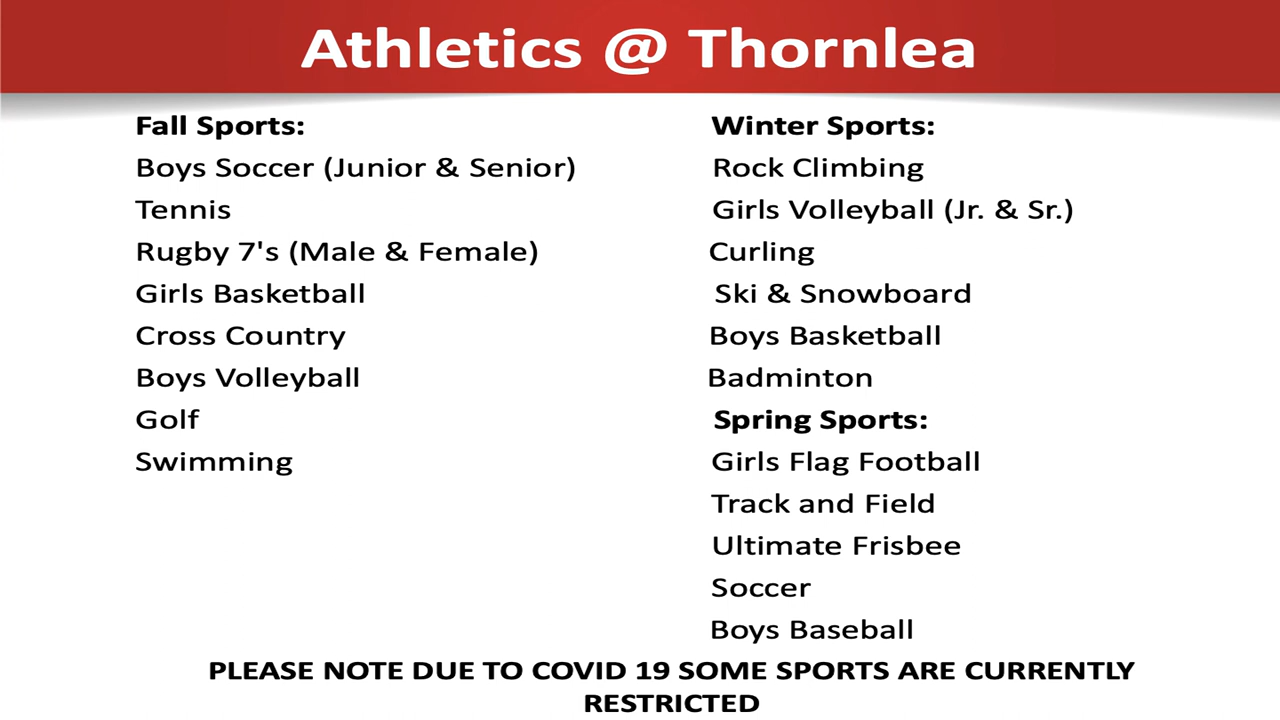 Athletics @ Thornlea
Fall Sports:
Boys Soccer (Junior & Senior)
Tennis
Rugby 7's (Male & Female)
Girls Basketball
Cross Country
Boys Volleyball
Golf
Swimming
Winter Sports:
Rock Climbing
Girls Volleyball (Jr. & Sr.)
Curling
Ski & Snowboard
Boys Basketball
Badminton
Spring Sports:
Girls Flag Football
Track and Field
Ultimate Frisbee
Soccer
Boys Baseball
PLEASE NOTE DUE TO COVID 19 SOME SPORTS ARE CURRENTLY
RESTRICTED